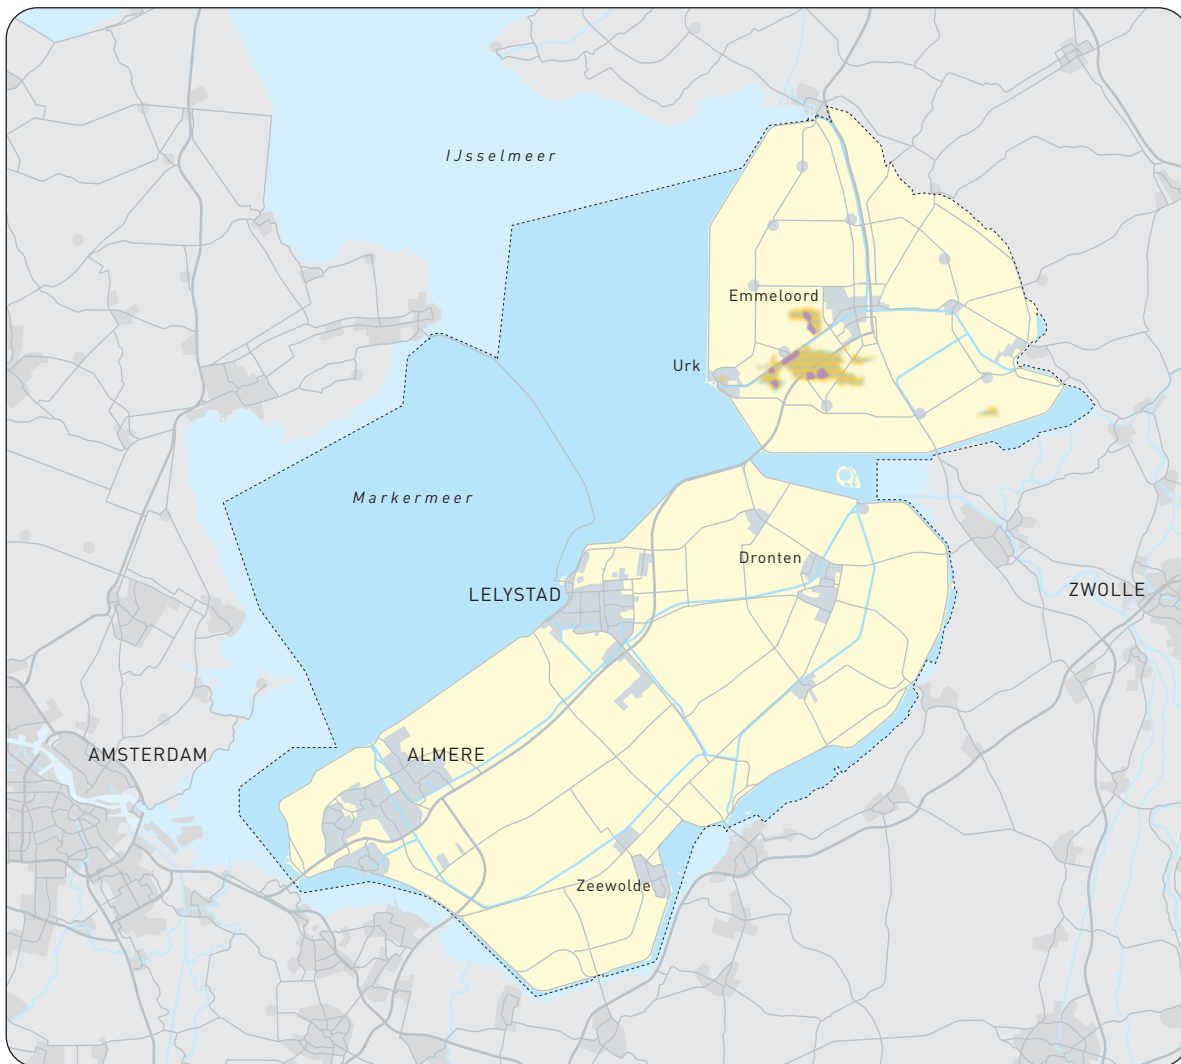 IJsselmeer
Emmeloord
Urk
Markermeer
Dronten
LELYSTAD
ZWOLLE
AMSTERDAM
ALMERE
Zeewolde